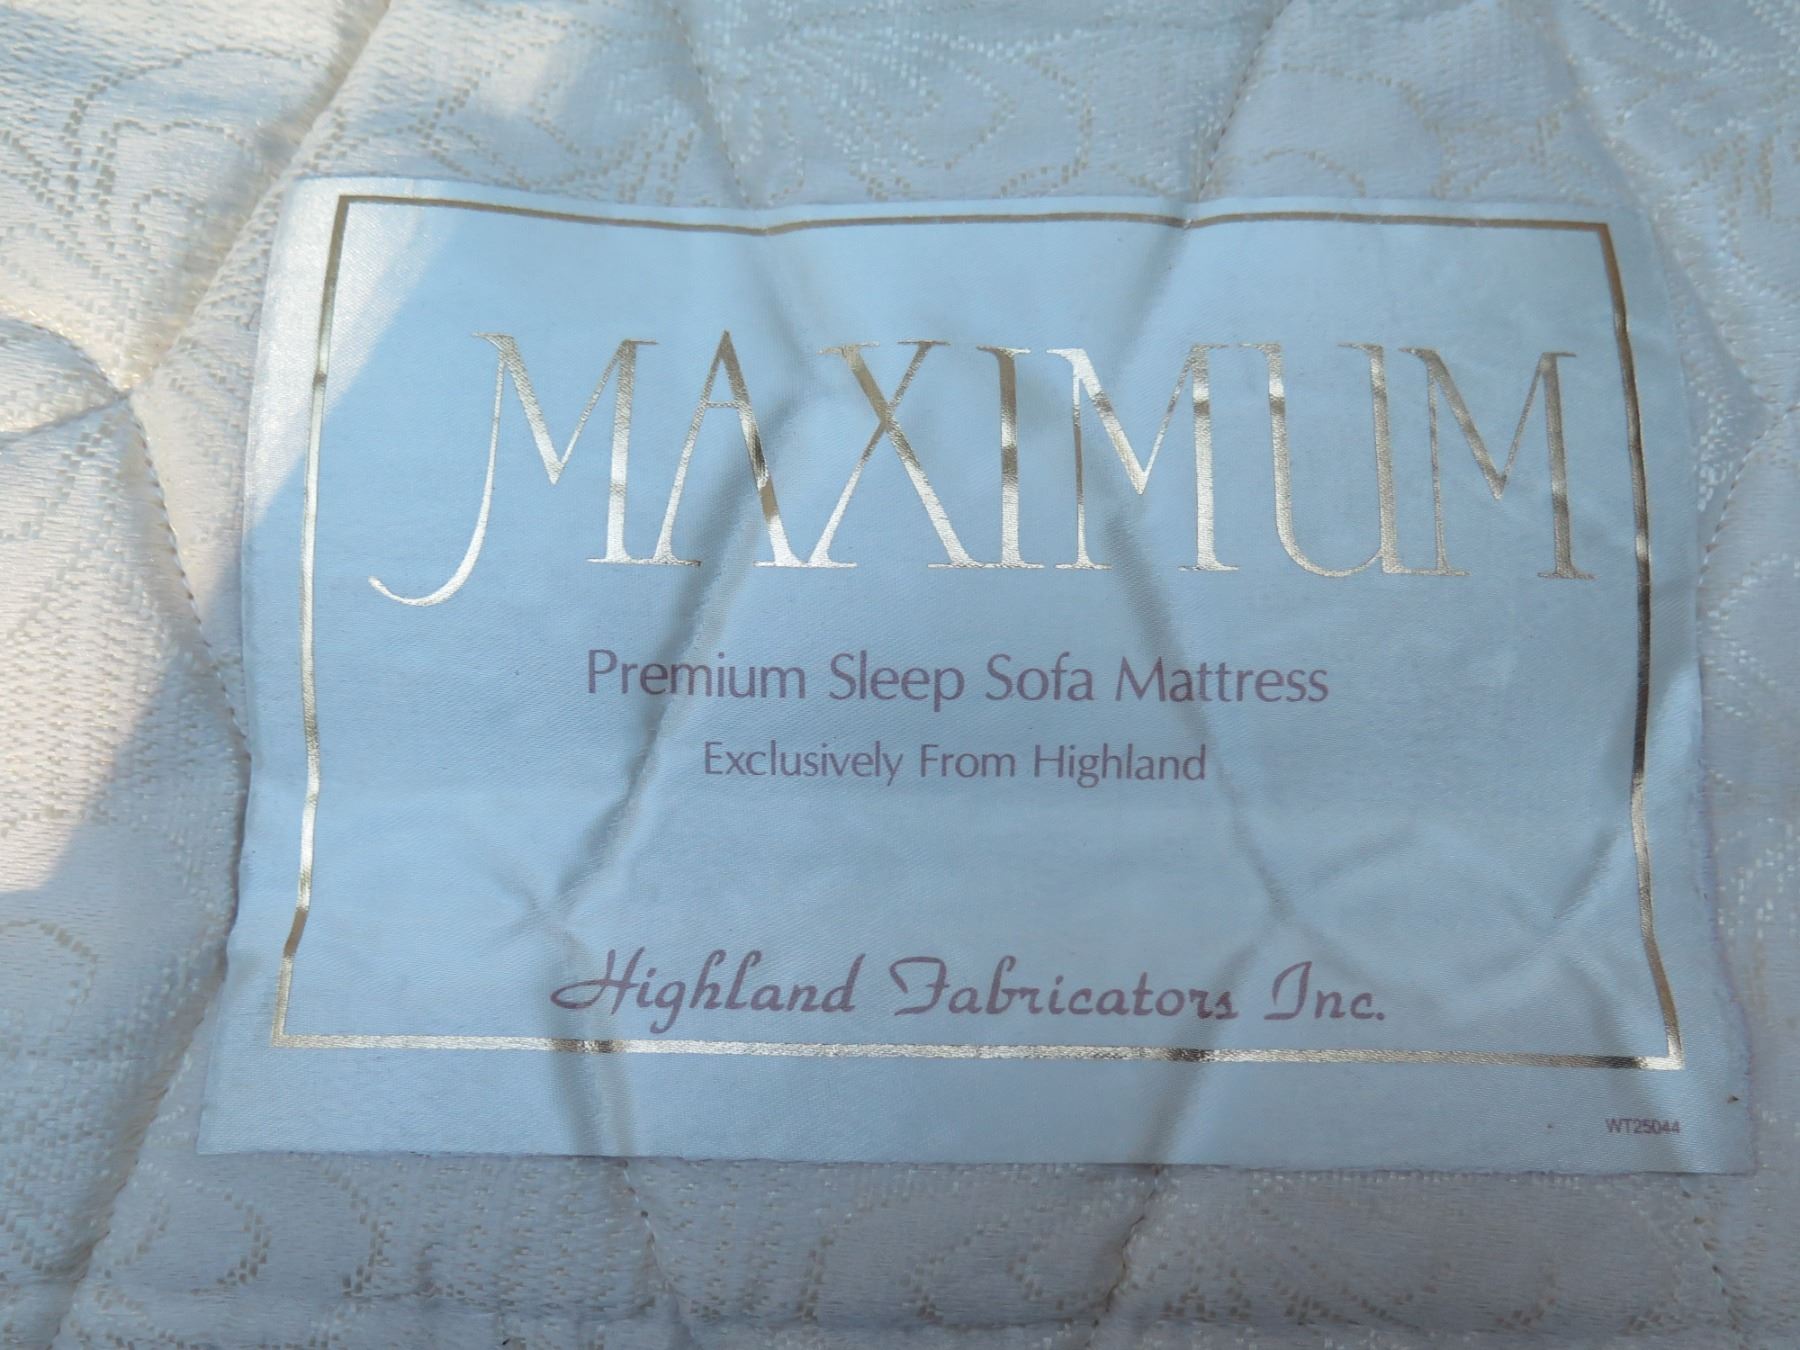 MAXIMUM
Premium Sleep Sofa Mattress
Exclusively From Highland
Highland Fabricators Inc.
WT25044